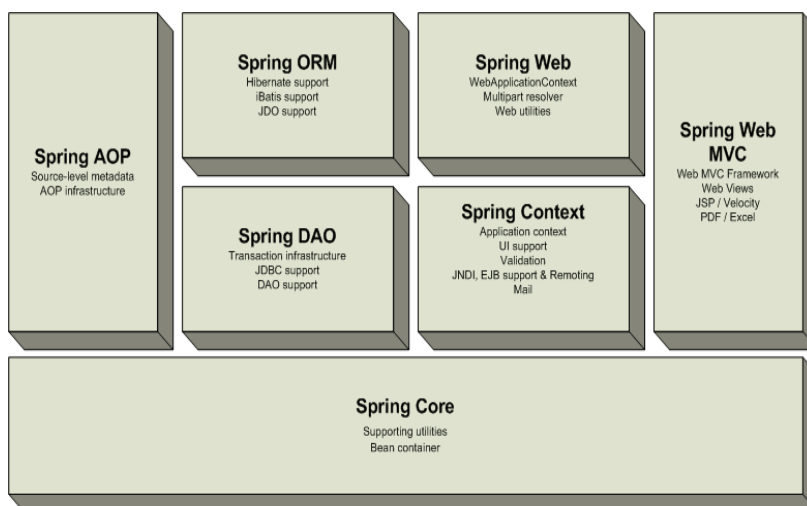 Spring AOP
Source-level metadata
AOP infrastructure
Spring ORM
Hibernate support
iBatis support
JDO support
Spring Web
WebApplicationContext
Multipart resolver
Web utilities
Spring DAO
Transaction infrastructure
JDBC support
DAO support
Spring Context
Application context
UI support
Validation
JNDI, EJB support & Remoting
Mail
Spring Web
MVC
Web MVC Framework
Web Views
JSP / Velocity
PDF / Excel
Spring Core
Supporting utilities
Bean container